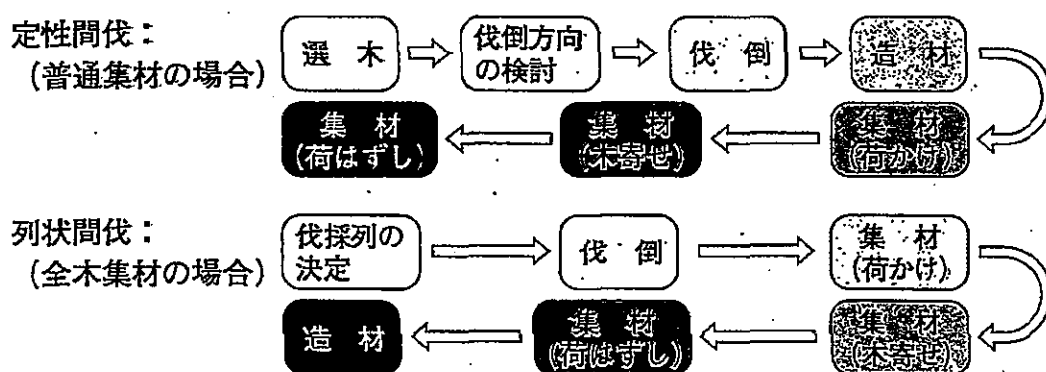 定性間伐：
(普通集材の場合)
選木
伐倒方向
の検討
伐倒
造材
集材
(荷かけ)
集材
(木寄せ)
集材
(荷はずし)
列状間伐：
(全木集材の場合)
伐採列の
決定
伐倒
集材
(荷かけ)
集材
(木寄せ)
集材
(荷はずし)
造材